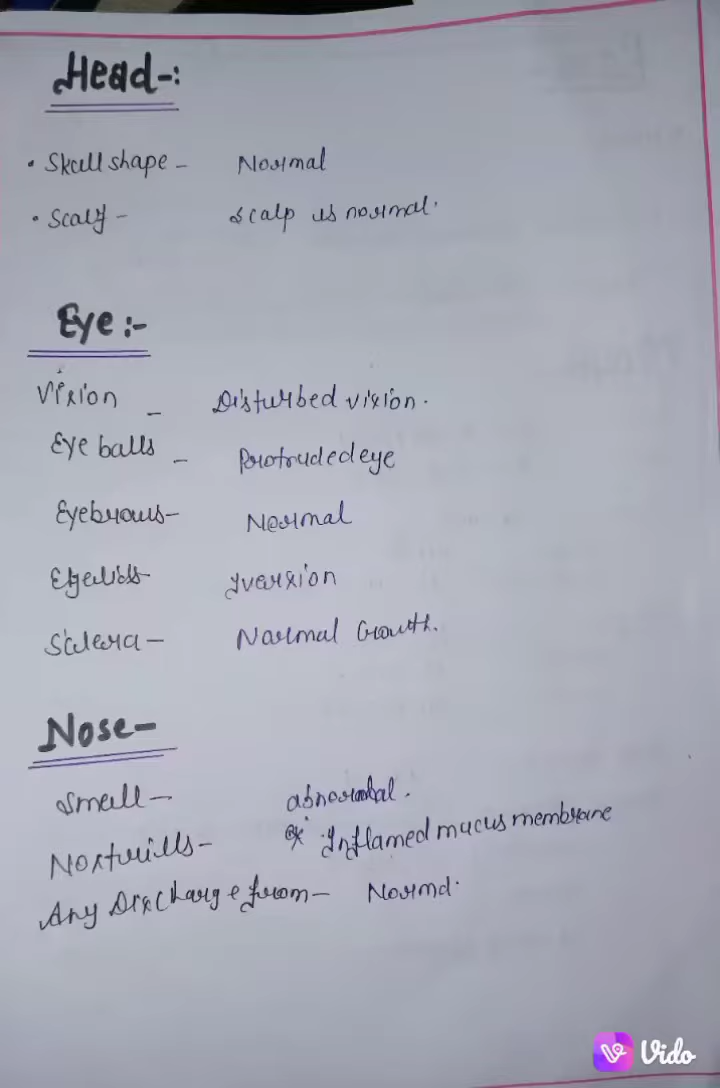 Head-:
• Skull shape - Normal
• Scalp - Scalp is normal.
Eye :-
Vision - Disturbed vision.
Eye balls - Protruded eye
Eyebrows- Normal
Eyelids- Iversion
Sclera- Normal Growth.
Nose-
Smell- abnormal.
Nostrills- Inflamed mucus membrane
Any Discharge from- Normal.
Vido